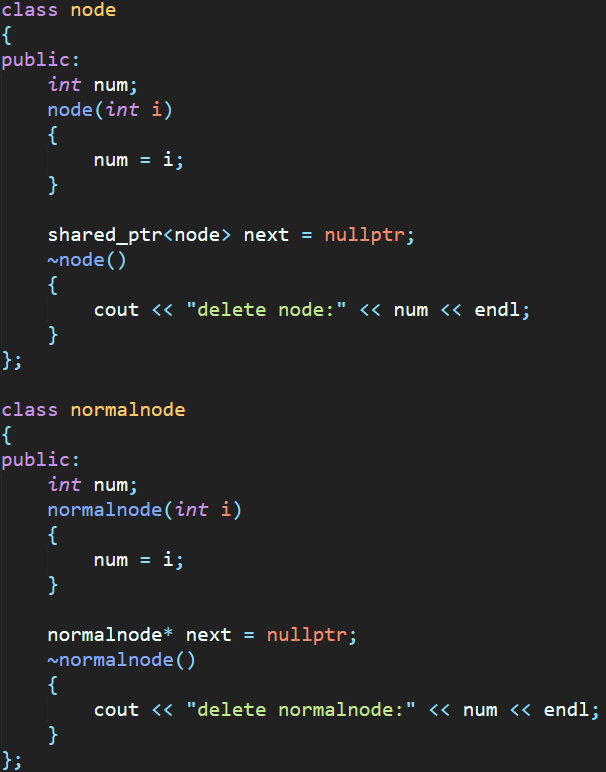 class node
{
public:
    int num;
    node(int i)
    {
        num = i;
    }

    shared_ptr<node> next = nullptr;
    ~node()
    {
        cout << "delete node:" << num << endl;
    }
};

class normalnode
{
public:
    int num;
    normalnode(int i)
    {
        num = i;
    }

    normalnode* next = nullptr;
    ~normalnode()
    {
        cout << "delete normalnode:" << num << endl;
    }
};